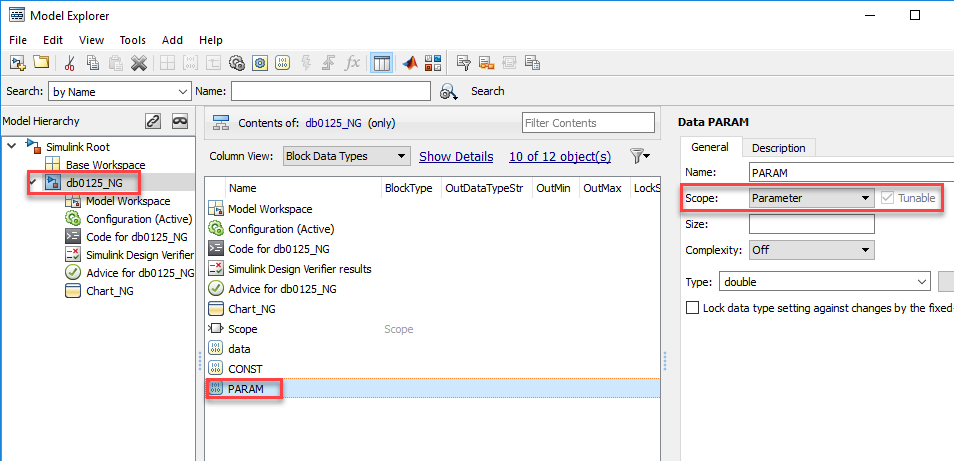 Model Explorer
File Edit View Tools Add Help
Search: by Name Name: Search
Model Hierarchy
Simulink Root
Base Workspace
db0125_NG
Model Workspace
Configuration (Active)
Code for db0125_NG
Simulink Design Verifier
Advice for db0125_NG
Chart_NG
Contents of: db0125_NG (only) Filter Contents
Column View: Block Data Types Show Details 10 of 12 object(s)
Name BlockType OutDataTypeStr OutMin OutMax LockS
Model Workspace
Configuration (Active)
Code for db0125_NG
Simulink Design Verifier results
Advice for db0125_NG
Chart_NG
Scope Scope
data
CONST
PARAM
Data PARAM
General Description
Name: PARAM
Scope: Parameter Tunable
Size:
Complexity: Off
Type: double
Lock data type setting against changes by the fixed-